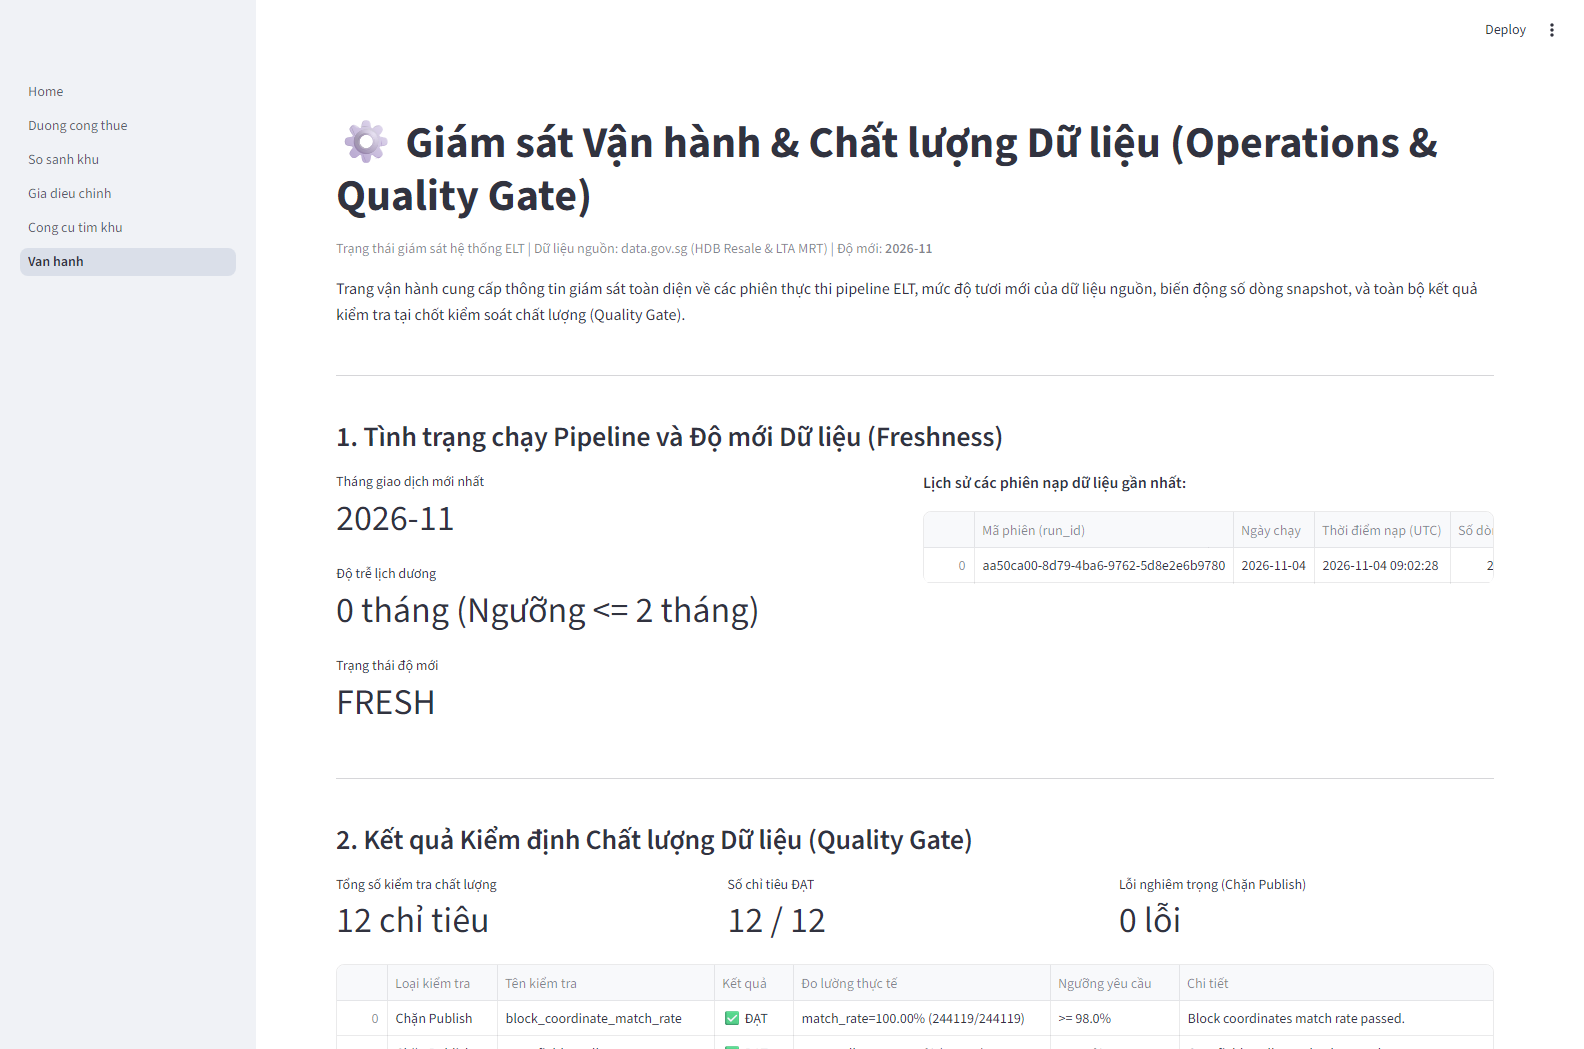 Deploy
Home
Duong cong thue
So sanh khu
Gia dieu chinh
Cong cu tim khu
Van hanh
Giám sát Vận hành & Chất lượng Dữ liệu (Operations &
Quality Gate)
Trạng thái giám sát hệ thống ELT | Dữ liệu nguồn: data.gov.sg (HDB Resale & LTA MRT) | Độ mới: 2026-11
Trang vận hành cung cấp thông tin giám sát toàn diện về các phiên thực thi pipeline ELT, mức độ tươi mới của dữ liệu nguồn, biến động số dòng snapshot, và toàn bộ kết quả
kiểm tra tại chốt kiểm soát chất lượng (Quality Gate).
1. Tình trạng chạy Pipeline và Độ mới Dữ liệu (Freshness)
Tháng giao dịch mới nhất
2026-11
Độ trễ lịch dương
0 tháng (Ngưỡng <= 2 tháng)
Trạng thái độ mới
FRESH
Lịch sử các phiên nạp dữ liệu gần nhất:
Mã phiên (run_id) Ngày chạy Thời điểm nạp (UTC) Số
0 aa50ca00-8d79-4ba6-9762-5d8e2e6b9780 2026-11-04 2026-11-04 09:02:28 2
2. Kết quả Kiểm định Chất lượng Dữ liệu (Quality Gate)
Tổng số kiểm tra chất lượng
12 chỉ tiêu
Số chỉ tiêu ĐẠT
12 / 12
Lỗi nghiêm trọng (Chặn Publish)
0 lỗi
Loại kiểm tra Tên kiểm tra Kết quả Đo lường thực tế Ngưỡng yêu cầu Chi tiết
0 Chặn Publish block_coordinate_match_rate ĐẠT match_rate=100.00% (244119/244119) >= 98.0% Block coordinates match rate passed.